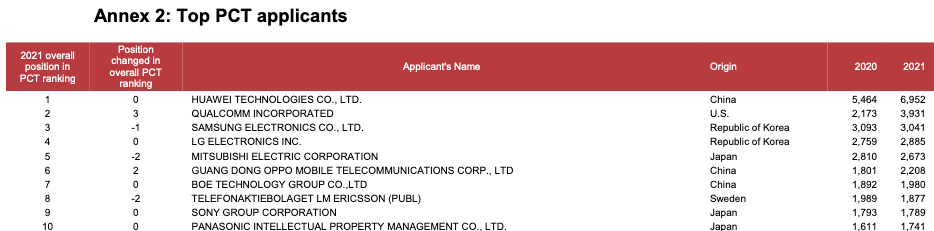 Annex 2: Top PCT applicants
2021 overall position in PCT ranking Position changed in overall PCT ranking Applicant's Name Origin 2020 2021
1 0 HUAWEI TECHNOLOGIES CO., LTD. China 5,464 6,952
2 3 QUALCOMM INCORPORATED U.S. 2,173 3,931
3 -1 SAMSUNG ELECTRONICS CO., LTD. Republic of Korea 3,093 3,041
4 0 LG ELECTRONICS INC. Republic of Korea 2,759 2,885
5 -2 MITSUBISHI ELECTRIC CORPORATION Japan 2,810 2,673
6 2 GUANG DONG OPPO MOBILE TELECOMMUNICATIONS CORP., LTD China 1,801 2,208
7 0 BOE TECHNOLOGY GROUP CO.,LTD China 1,892 1,980
8 -2 TELEFONAKTIEBOLAGET LM ERICSSON (PUBL) Sweden 1,989 1,877
9 0 SONY GROUP CORPORATION Japan 1,793 1,789
10 0 PANASONIC INTELLECTUAL PROPERTY MANAGEMENT CO., LTD. Japan 1,611 1,741